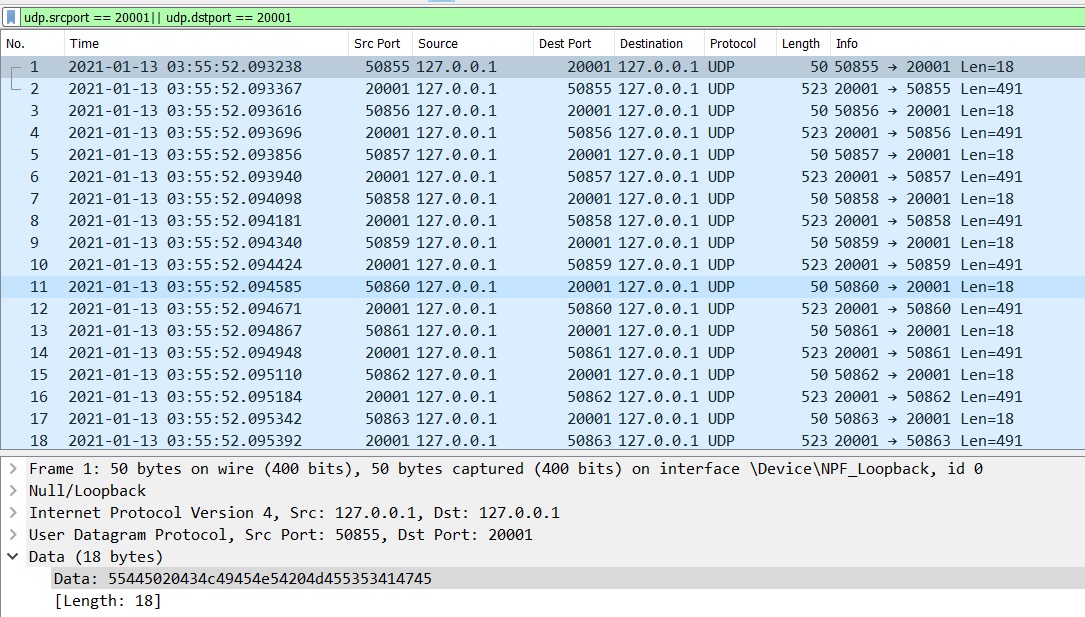 udp.srcport == 20001|| udp.dstport == 20001
No. Time Src Port Source Dest Port Destination Protocol Length Info
1 2021-01-13 03:55:52.093238 50855 127.0.0.1 20001 127.0.0.1 UDP 50 50855 → 20001 Len=18
2 2021-01-13 03:55:52.093367 20001 127.0.0.1 50855 127.0.0.1 UDP 523 20001 → 50855 Len=491
3 2021-01-13 03:55:52.093616 50856 127.0.0.1 20001 127.0.0.1 UDP 50 50856 → 20001 Len=18
4 2021-01-13 03:55:52.093696 20001 127.0.0.1 50856 127.0.0.1 UDP 523 20001 → 50856 Len=491
5 2021-01-13 03:55:52.093856 50857 127.0.0.1 20001 127.0.0.1 UDP 50 50857 → 20001 Len=18
6 2021-01-13 03:55:52.093940 20001 127.0.0.1 50857 127.0.0.1 UDP 523 20001 → 50857 Len=491
7 2021-01-13 03:55:52.094098 50858 127.0.0.1 20001 127.0.0.1 UDP 50 50858 → 20001 Len=18
8 2021-01-13 03:55:52.094181 20001 127.0.0.1 50858 127.0.0.1 UDP 523 20001 → 50858 Len=491
9 2021-01-13 03:55:52.094340 50859 127.0.0.1 20001 127.0.0.1 UDP 50 50859 → 20001 Len=18
10 2021-01-13 03:55:52.094424 20001 127.0.0.1 50859 127.0.0.1 UDP 523 20001 → 50859 Len=491
11 2021-01-13 03:55:52.094585 50860 127.0.0.1 20001 127.0.0.1 UDP 50 50860 → 20001 Len=18
12 2021-01-13 03:55:52.094671 20001 127.0.0.1 50860 127.0.0.1 UDP 523 20001 → 50860 Len=491
13 2021-01-13 03:55:52.094867 50861 127.0.0.1 20001 127.0.0.1 UDP 50 50861 → 20001 Len=18
14 2021-01-13 03:55:52.094948 20001 127.0.0.1 50861 127.0.0.1 UDP 523 20001 → 50861 Len=491
15 2021-01-13 03:55:52.095110 50862 127.0.0.1 20001 127.0.0.1 UDP 50 50862 → 20001 Len=18
16 2021-01-13 03:55:52.095184 20001 127.0.0.1 50862 127.0.0.1 UDP 523 20001 → 50862 Len=491
17 2021-01-13 03:55:52.095342 50863 127.0.0.1 20001 127.0.0.1 UDP 50 50863 → 20001 Len=18
18 2021-01-13 03:55:52.095392 20001 127.0.0.1 50863 127.0.0.1 UDP 523 20001 → 50863 Len=491
Frame 1: 50 bytes on wire (400 bits), 50 bytes captured (400 bits) on interface \Device\NPF_Loopback, id 0
Null/Loopback
Internet Protocol Version 4, Src: 127.0.0.1, Dst: 127.0.0.1
User Datagram Protocol, Src Port: 50855, Dst Port: 20001
Data (18 bytes)
Data: 55445020434c49454e54204d455353414745
[Length: 18]